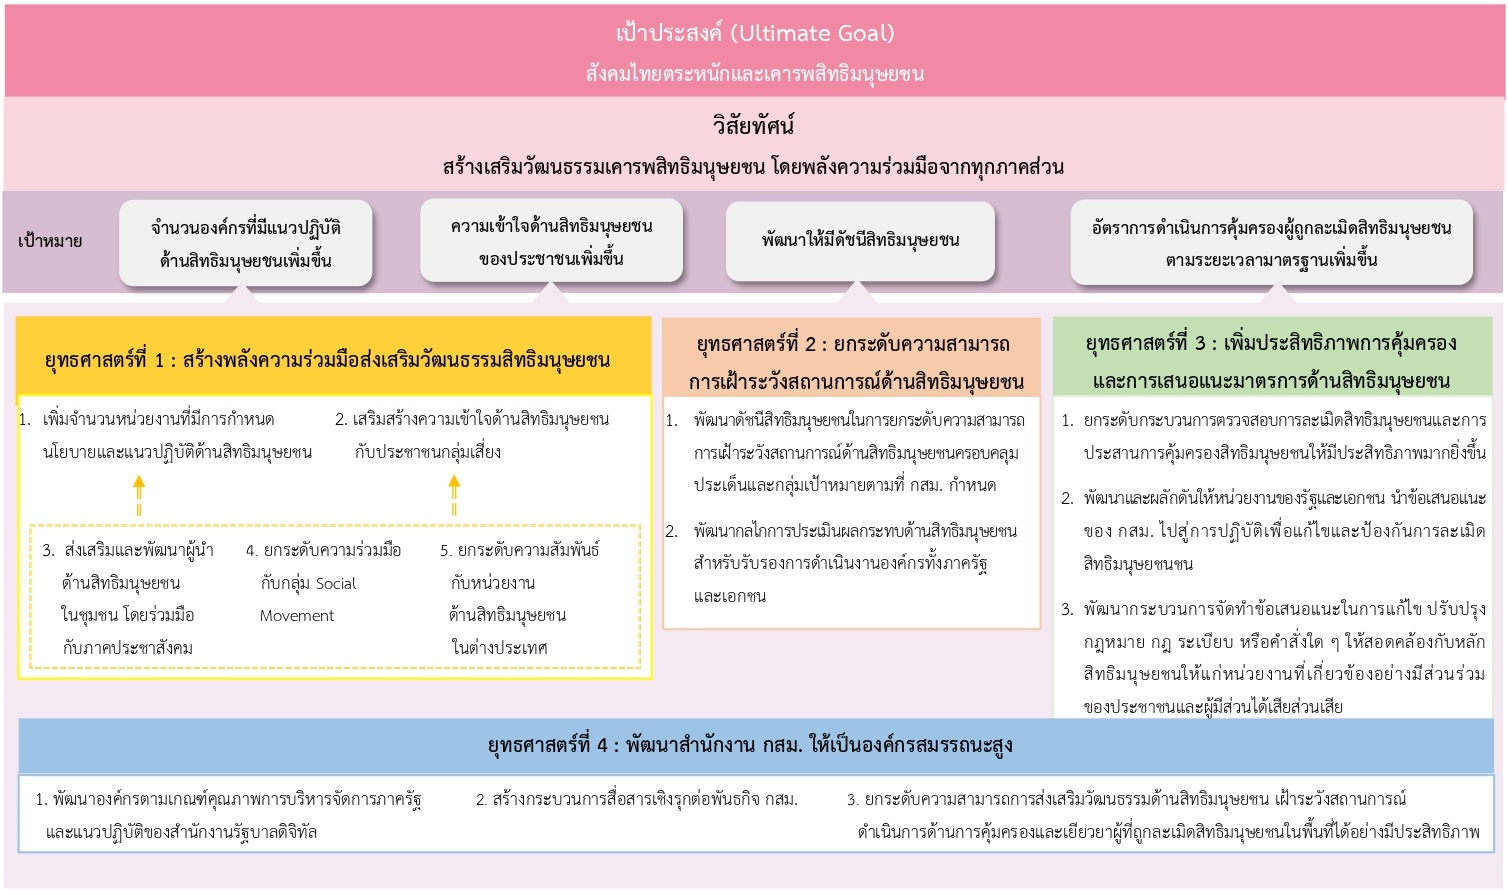 เป้าประสงค์ (Ultimate Goal)
สังคมไทยตระหนักและเคารพสิทธิมนุษยชน
วิสัยทัศน์
สร้างเสริมวัฒนธรรมเคารพสิทธิมนุษยชน โดยพลังความร่วมมือจากทุกภาคส่วน
เป้าหมาย
จำนวนองค์กรที่มีแนวปฏิบัติ
ด้านสิทธิมนุษยชนเพิ่มขึ้น
ความเข้าใจด้านสิทธิมนุษยชน
ของประชาชนเพิ่มขึ้น
พัฒนาให้มีดัชนีสิทธิมนุษยชน
อัตราการดำเนินการคุ้มครองผู้ถูกละเมิดสิทธิมนุษยชน
ตามระยะเวลามาตรฐานเพิ่มขึ้น
ยุทธศาสตร์ที่ 1 : สร้างพลังความร่วมมือส่งเสริมวัฒนธรรมสิทธิมนุษยชน
1. เพิ่มจำนวนหน่วยงานที่มีการกำหนด
นโยบายและแนวปฏิบัติด้านสิทธิมนุษยชน
2. เสริมสร้างความเข้าใจด้านสิทธิมนุษยชน
กับประชาชนกลุ่มเสี่ยง
3. ส่งเสริมและพัฒนาผู้นำ
ด้านสิทธิมนุษยชน
ในชุมชน โดยร่วมมือ
กับภาคประชาสังคม
4. ยกระดับความร่วมมือ
กับกลุ่ม Social
Movement
5. ยกระดับความสัมพันธ์
กับหน่วยงาน
ด้านสิทธิมนุษยชน
ในต่างประเทศ
ยุทธศาสตร์ที่ 2 : ยกระดับความสามารถ
การเฝ้าระวังสถานการณ์ด้านสิทธิมนุษยชน
1. พัฒนาดัชนีสิทธิมนุษยชนในการยกระดับความสามารถ
การเฝ้าระวังสถานการณ์ด้านสิทธิมนุษยชนครอบคลุม
ประเด็นและกลุ่มเป้าหมายตามที่ กสม. กำหนด
2. พัฒนากลไกการประเมินผลกระทบด้านสิทธิมนุษยชน
สำหรับรับรองการดำเนินงานองค์กรทั้งภาครัฐ
และเอกชน
ยุทธศาสตร์ที่ 3 : เพิ่มประสิทธิภาพการคุ้มครอง
และการเสนอแนะมาตรการด้านสิทธิมนุษยชน
1. ยกระดับกระบวนการตรวจสอบการละเมิดสิทธิมนุษยชนและการ
ประสานการคุ้มครองสิทธิมนุษยชนให้มีประสิทธิภาพมากยิ่งขึ้น
2. พัฒนาและผลักดันให้หน่วยงานของรัฐและเอกชน นำข้อเสนอแนะ
ของ กสม. ไปสู่การปฏิบัติเพื่อแก้ไขและป้องกันการละเมิด
สิทธิมนุษยชนชน
3. พัฒนากระบวนการจัดทำข้อเสนอแนะในการแก้ไข ปรับปรุง
กฎหมาย กฎ ระเบียบ หรือคำสั่งใด ๆ ให้สอดคล้องกับหลัก
สิทธิมนุษยชนให้แก่หน่วยงานที่เกี่ยวข้องอย่างมีส่วนร่วม
ของประชาชนและผู้มีส่วนได้เสียส่วนเสีย
ยุทธศาสตร์ที่ 4 : พัฒนาสำนักงาน กสม. ให้เป็นองค์กรสมรรถนะสูง
1. พัฒนาองค์กรตามเกณฑ์คุณภาพการบริหารจัดการภาครัฐ
และแนวปฏิบัติของสำนักงานรัฐบาลดิจิทัล
2. สร้างกระบวนการสื่อสารเชิงรุกต่อพันธกิจ กสม.
3. ยกระดับความสามารถการส่งเสริมวัฒนธรรมด้านสิทธิมนุษยชน เฝ้าระวังสถานการณ์
ดำเนินการด้านการคุ้มครองและเยียวยาผู้ที่ถูกละเมิดสิทธิมนุษยชนในพื้นที่ได้อย่างมีประสิทธิภาพ